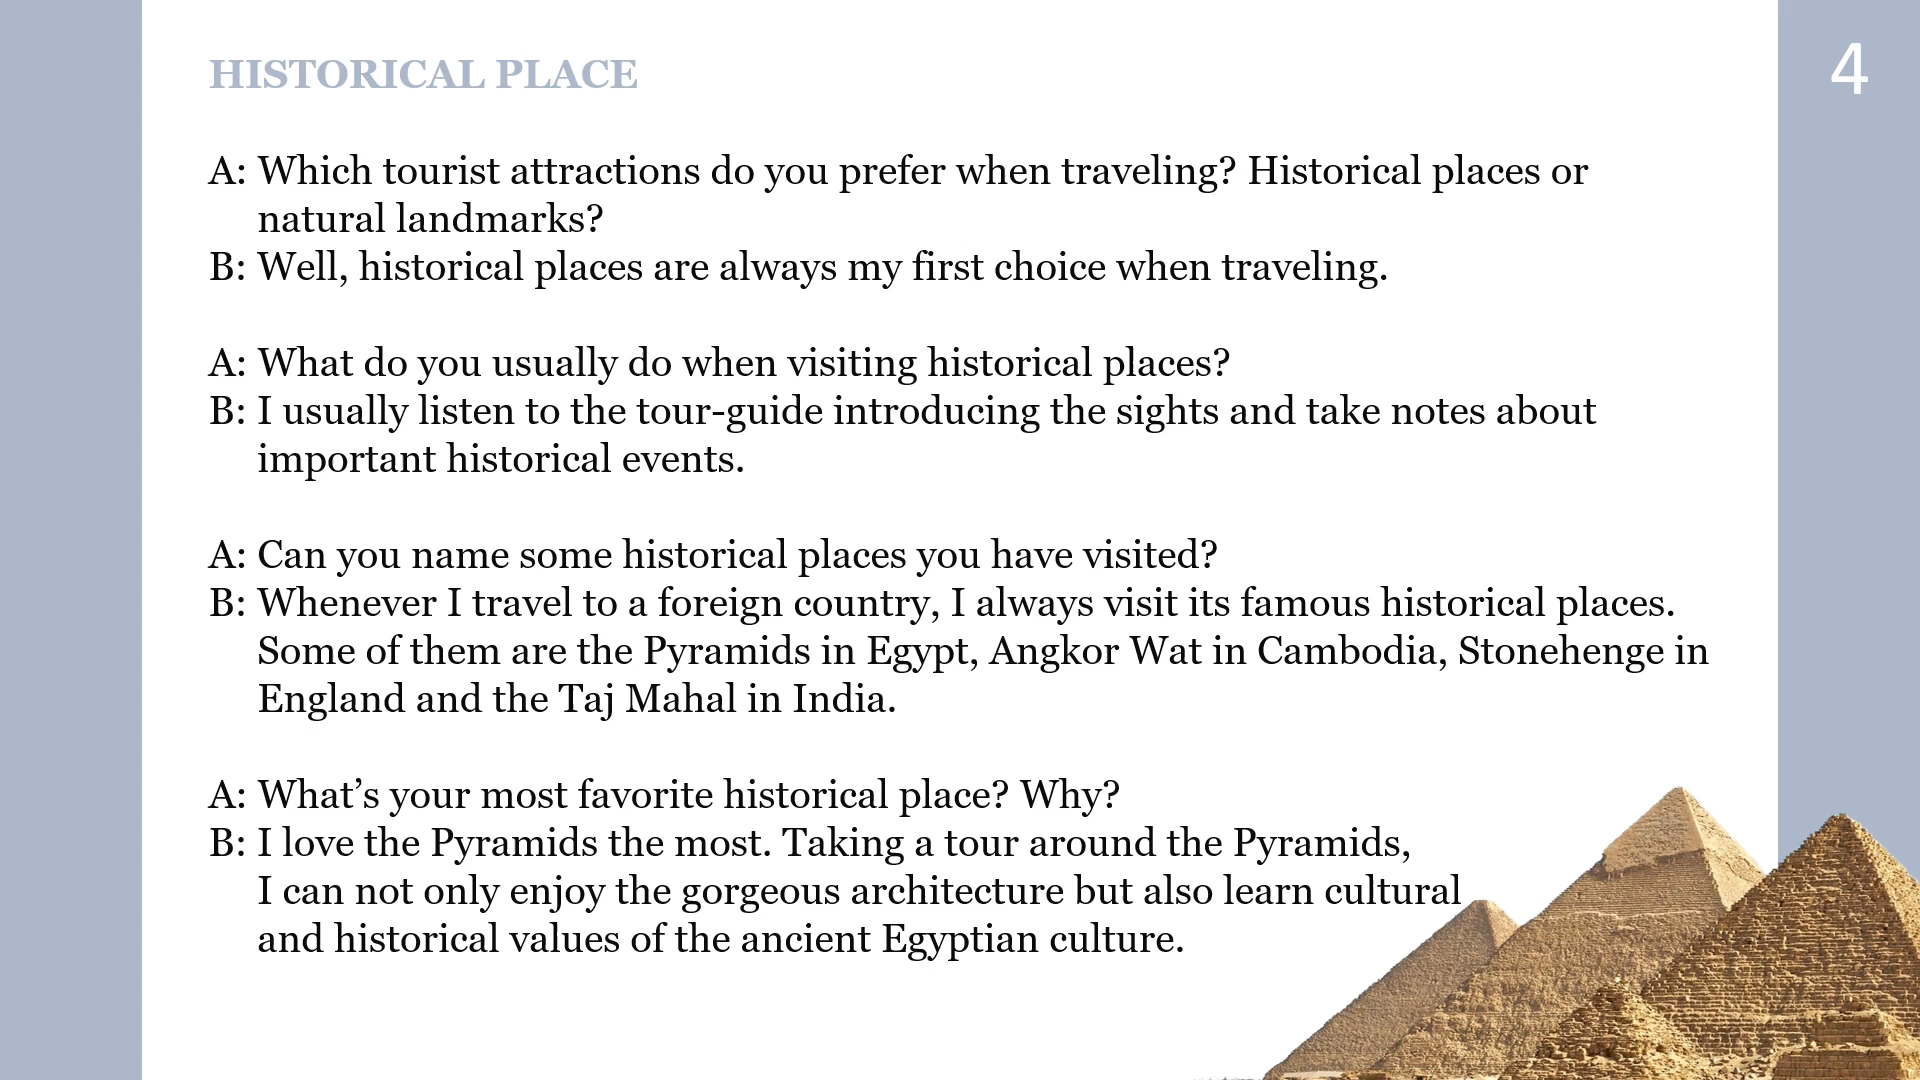 HISTORICAL PLACE
4
A: Which tourist attractions do you prefer when traveling? Historical places or
natural landmarks?
B: Well, historical places are always my first choice when traveling.
A: What do you usually do when visiting historical places?
B: I usually listen to the tour-guide introducing the sights and take notes about
important historical events.
A: Can you name some historical places you have visited?
B: Whenever I travel to a foreign country, I always visit its famous historical places.
Some of them are the Pyramids in Egypt, Angkor Wat in Cambodia, Stonehenge in
England and the Taj Mahal in India.
A: What’s your most favorite historical place? Why?
B: I love the Pyramids the most. Taking a tour around the Pyramids,
I can not only enjoy the gorgeous architecture but also learn cultural
and historical values of the ancient Egyptian culture.